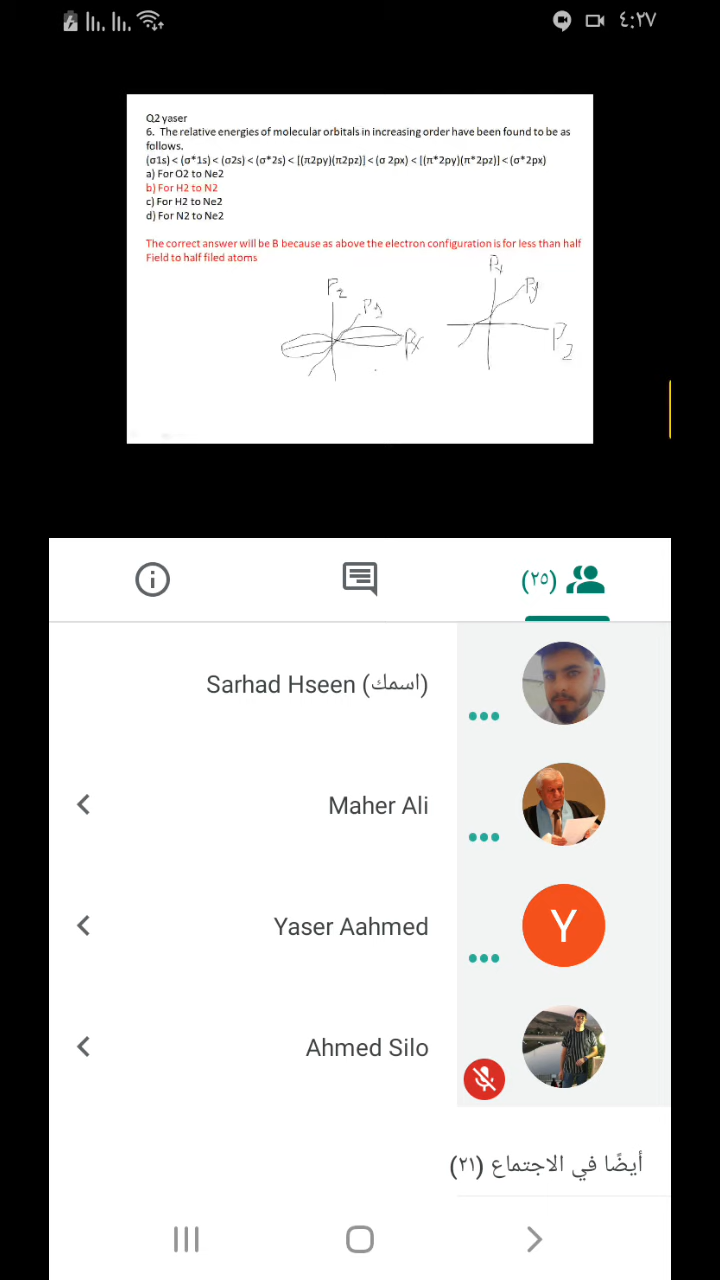 ٤:٢٧
Q2 yaser
6. The relative energies of molecular orbitals in increasing order have been found to be as
follows.
(σ1s) < (σ*1s) < (σ2s) < (σ*2s) < [(π2py)(π2pz)] < (σ 2px) < [(π*2py)(π*2pz)] < (σ*2px)
a) For O2 to Ne2
b) For H2 to N2
c) For H2 to Ne2
d) For N2 to Ne2
The correct answer will be B because as above the electron configuration is for less than half
Field to half filed atoms
Pz
Py
Px
Px
Py
Pz
(٢٥)
Sarhad Hseen (اسمك)
Maher Ali
Yaser Aahmed
Y
Ahmed Silo
أيضًا في الاجتماع (٢١)